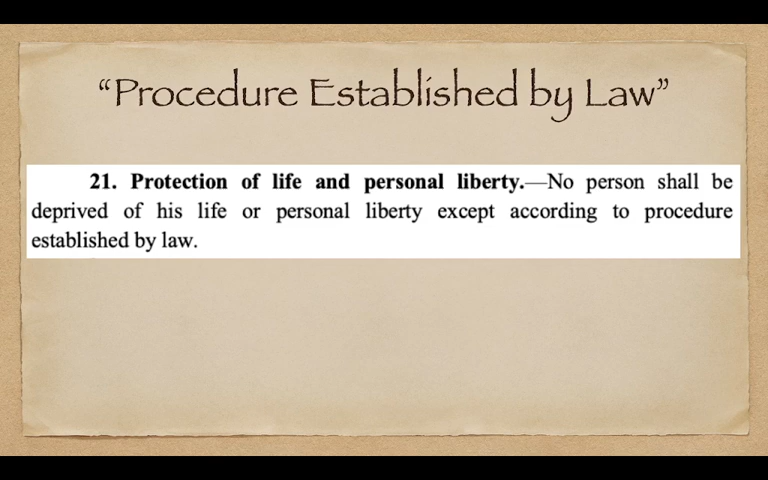 “Procedure Established by Law”
21. Protection of life and personal liberty.—No person shall be
deprived of his life or personal liberty except according to procedure
established by law.